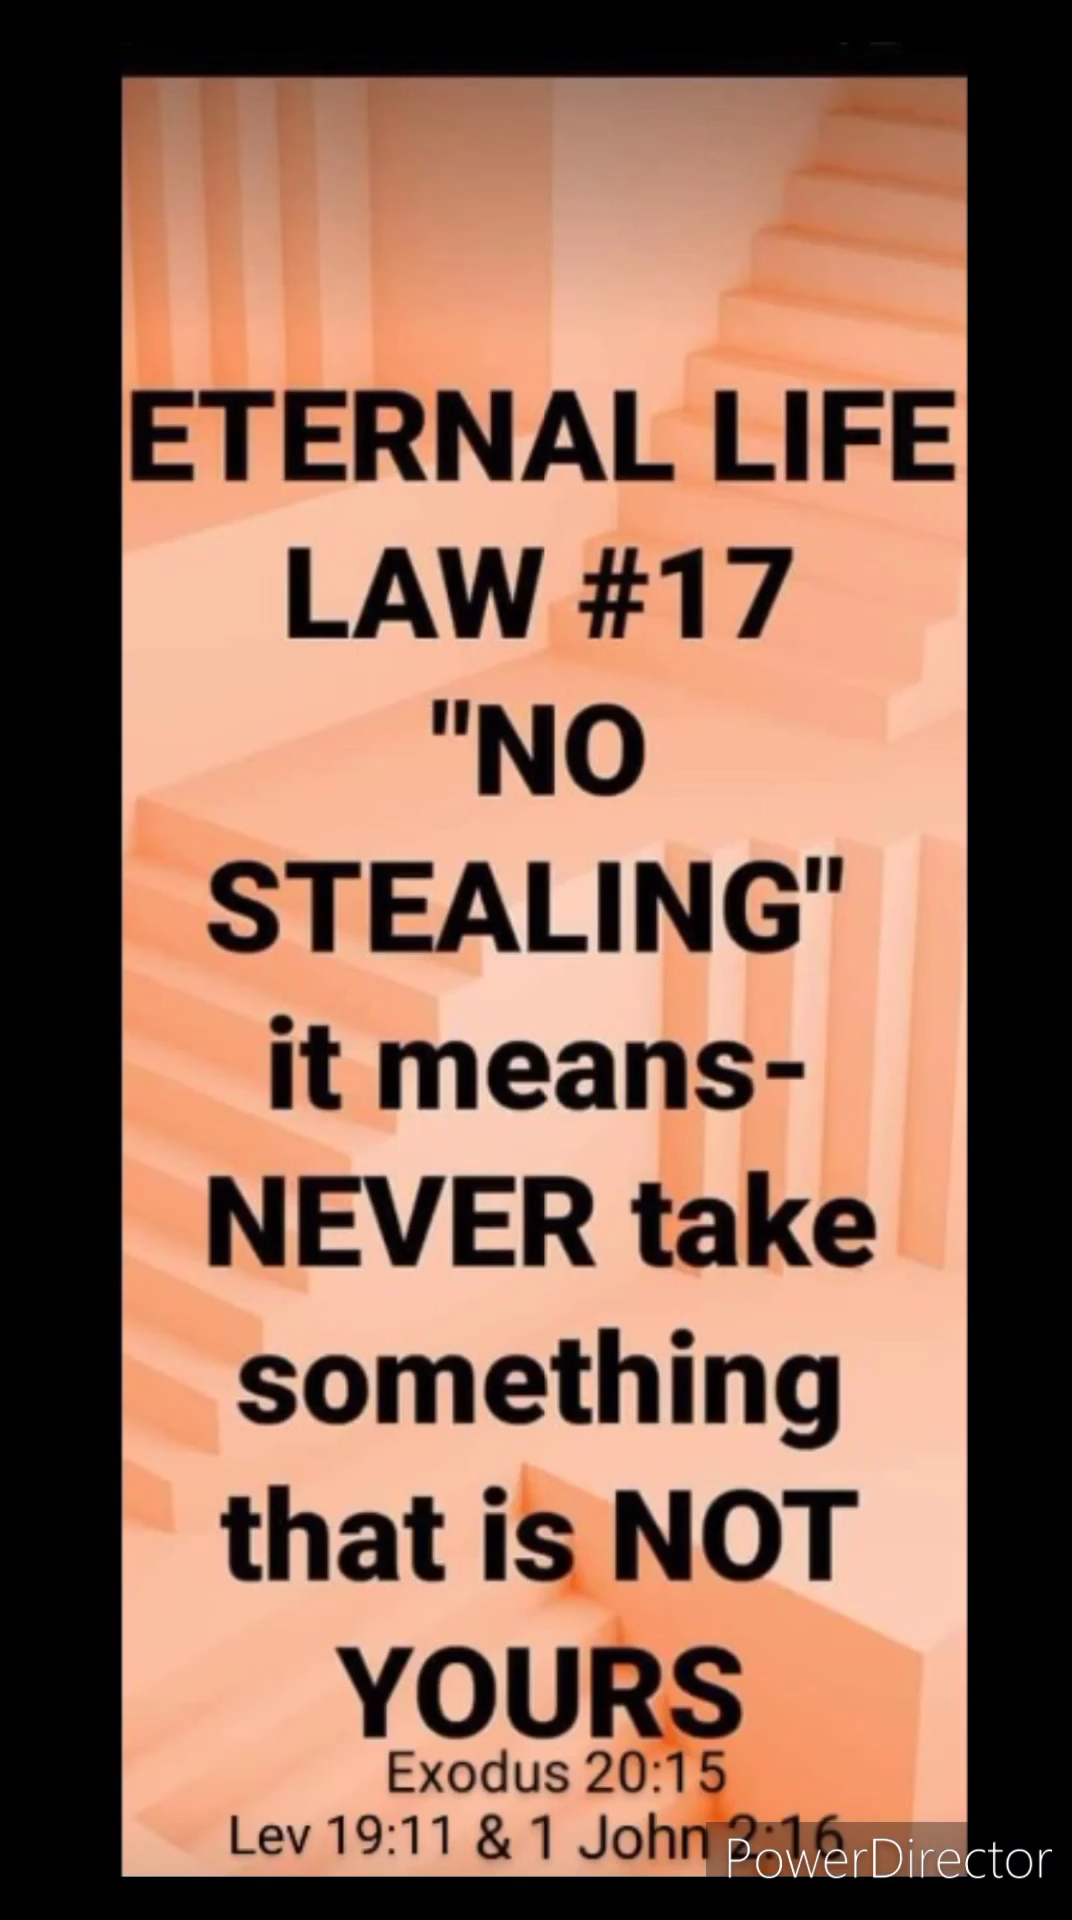 ETERNAL LIFE
LAW #17
"NO
STEALING"
it means-
NEVER take
something
that is NOT
YOURS
Exodus 20:15
Lev 19:11 & 1 John 2:16
PowerDirector